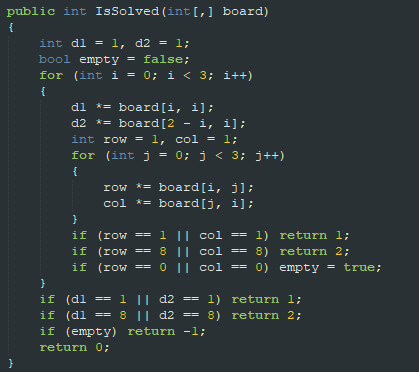 public int IsSolved(int[,] board)
{
    int d1 = 1, d2 = 1;
    bool empty = false;
    for (int i = 0; i < 3; i++)
    {
        d1 *= board[i, i];
        d2 *= board[2 - i, i];
        int row = 1, col = 1;
        for (int j = 0; j < 3; j++)
        {
            row *= board[i, j];
            col *= board[j, i];
        }
        if (row == 1 || col == 1) return 1;
        if (row == 8 || col == 8) return 2;
        if (row == 0 || col == 0) empty = true;
    }
    if (d1 == 1 || d2 == 1) return 1;
    if (d1 == 8 || d2 == 8) return 2;
    if (empty) return -1;
    return 0;
}